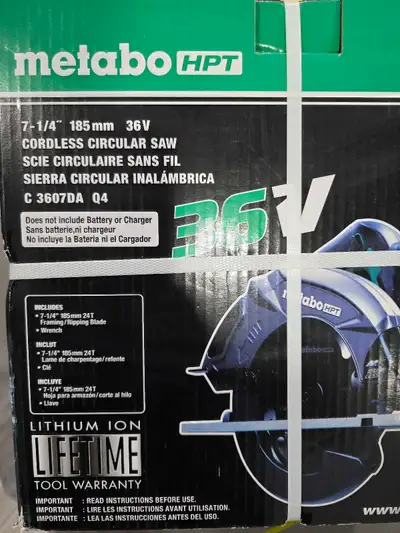 metabo HPT
7-1/4" 185mm 36V
CORDLESS CIRCULAR SAW
SCIE CIRCULAIRE SANS FIL
SIERRA CIRCULAR INALÁMBRICA
C 3607DA Q4
Does not include Battery or Charger
Sans batterie,ni chargeur
No incluye la Bateria ni el Cargador
36V
metabo HPT
INCLUDES
• 7-1/4" 185mm 24T
Framing/Ripping Blade
• Wrench
INCLUT
• 7-1/4" 185mm 24T
Lame de charpentage/refente
• Clé
INCLUYE
• 7-1/4" 185mm 24T
Hoja para armazón/corte al hilo
• Llave
LITHIUM ION
LIFETIME
TOOL WARRANTY
IMPORTANT : READ INSTRUCTIONS BEFORE USE.
IMPORTANT : LIRE LES INSTRUCTIONS AVANT UTILISATION.
IMPORTANTE : LEA LAS INSTRUCCIONES ANTES DEL USO.
www.